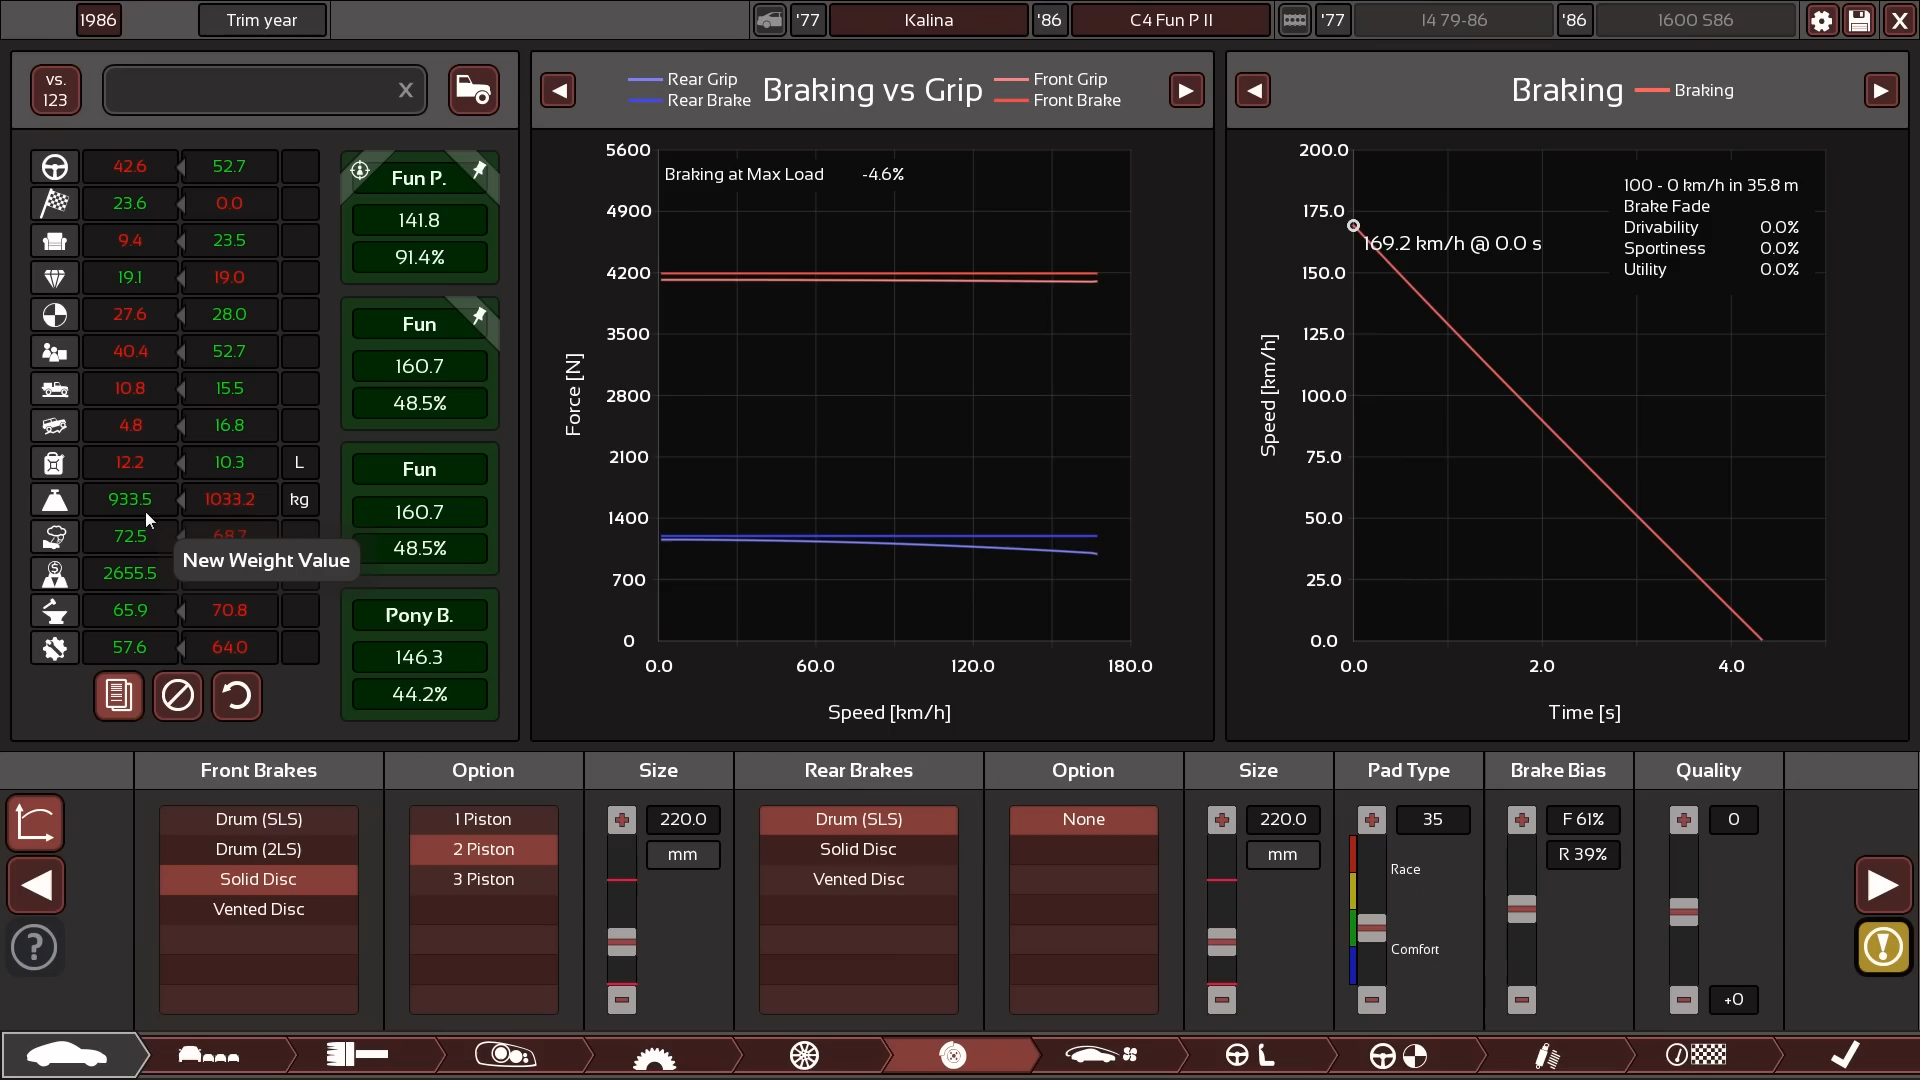 1986
Trim year
'77
Kalina
'86
C4 Fun P II
'77
I4 79-86
'86
1600 S86
X
vs.
123
X
42.6 52.7
23.6 0.0
9.4 23.5
19.1 19.0
27.6 28.0
40.4 52.7
10.8 15.5
4.8 16.8
12.2 10.3 L
933.5 1033.2 kg
72.5 68.7
2655.5
65.9 70.8
57.6 64.0
New Weight Value
Fun P.
141.8
91.4%
Fun
160.7
48.5%
Fun
160.7
48.5%
Pony B.
146.3
44.2%
Rear Grip
Rear Brake
Braking vs Grip
Front Grip
Front Brake
Braking at Max Load -4.6%
5600
4900
4200
3500
2800
2100
1400
700
0
Force [N]
0.0 60.0 120.0 180.0
Speed [km/h]
Braking
Braking
200.0
175.0
150.0
125.0
100.0
75.0
50.0
25.0
0.0
Speed [km/h]
169.2 km/h @ 0.0 s
100 - 0 km/h in 35.8 m
Brake Fade
Drivability 0.0%
Sportiness 0.0%
Utility 0.0%
0.0 2.0 4.0
Time [s]
Front Brakes
Drum (SLS)
Drum (2LS)
Solid Disc
Vented Disc
Option
1 Piston
2 Piston
3 Piston
Size
220.0
mm
Rear Brakes
Drum (SLS)
Solid Disc
Vented Disc
Option
None
Size
220.0
mm
Pad Type
35
Race
Comfort
Brake Bias
F 61%
R 39%
Quality
0
+0
?